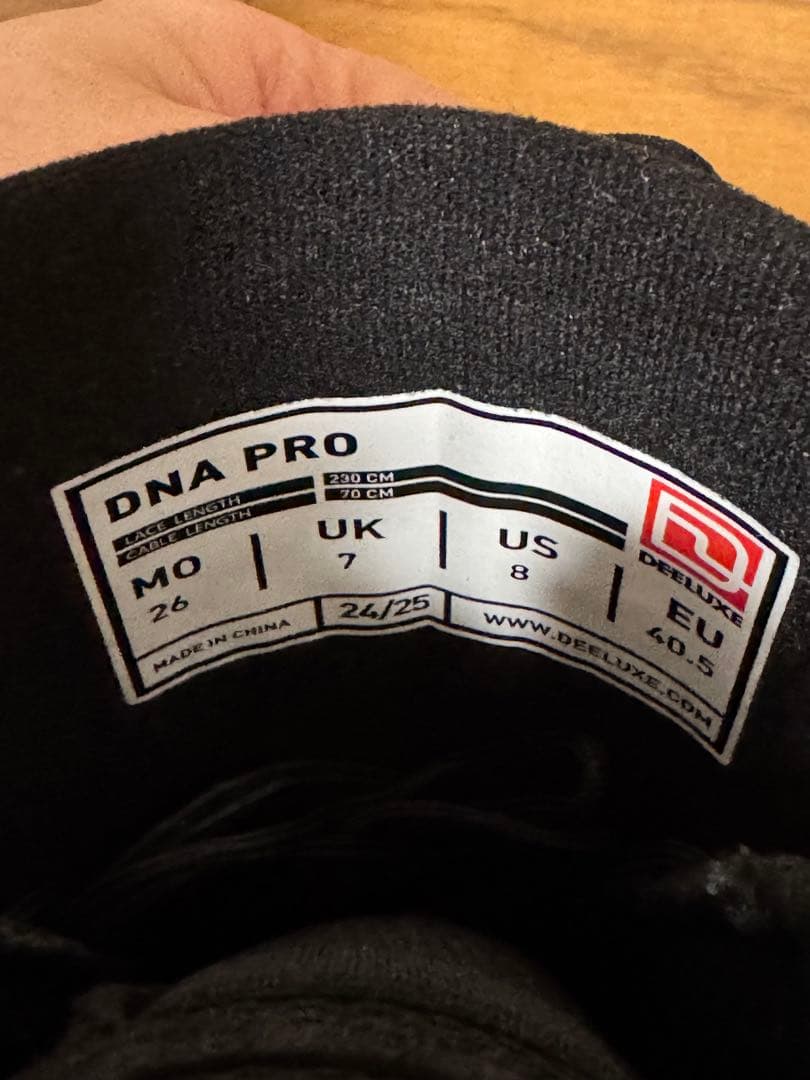 DNA PRO
LACE LENGTH 230 CM
CABLE LENGTH 70 CM
MO UK US EU
26 7 8 40.5
MADE IN CHINA 24/25 WWW.DEELUXE.COM
DEELUXE